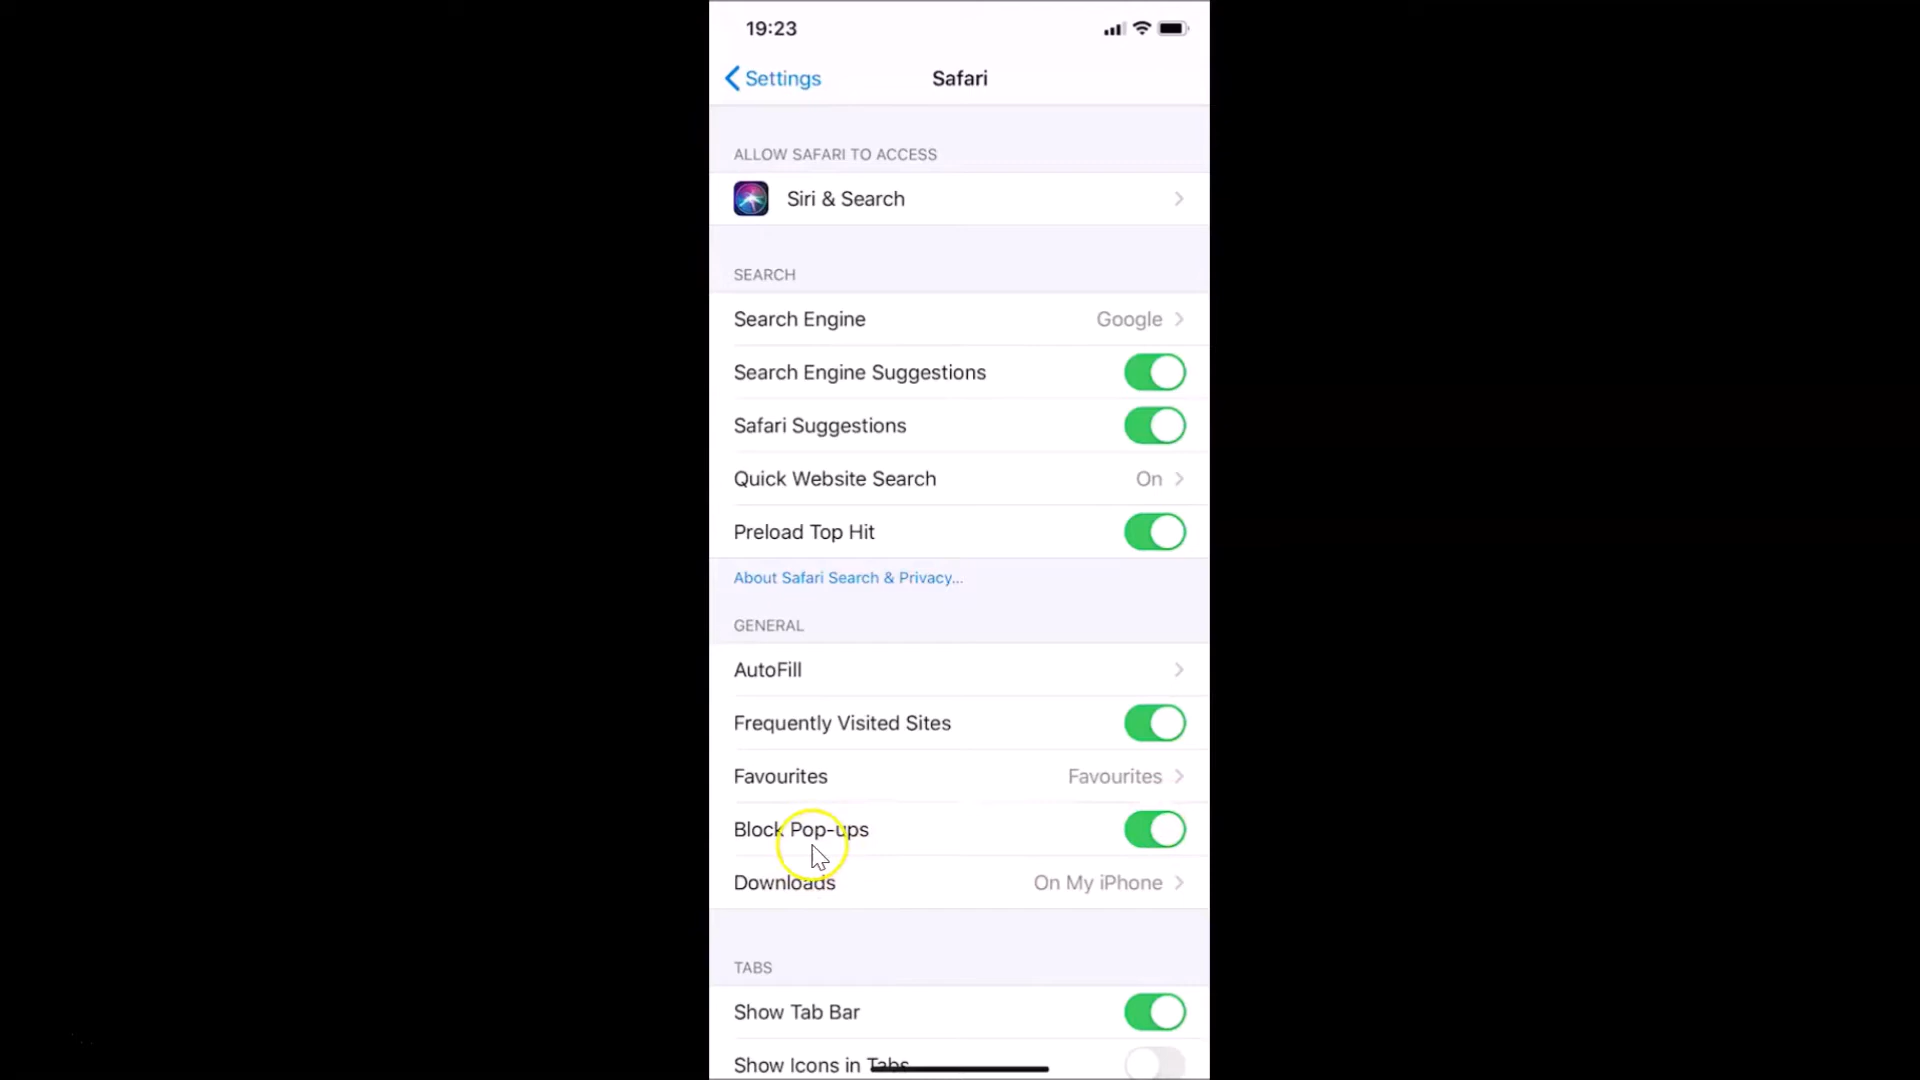 19:23
Settings
Safari
ALLOW SAFARI TO ACCESS
Siri & Search
SEARCH
Search Engine Google
Search Engine Suggestions
Safari Suggestions
Quick Website Search On
Preload Top Hit
About Safari Search & Privacy...
GENERAL
AutoFill
Frequently Visited Sites
Favourites Favourites
Block Pop-ups
Downloads On My iPhone
TABS
Show Tab Bar
Show Icons in Tabs